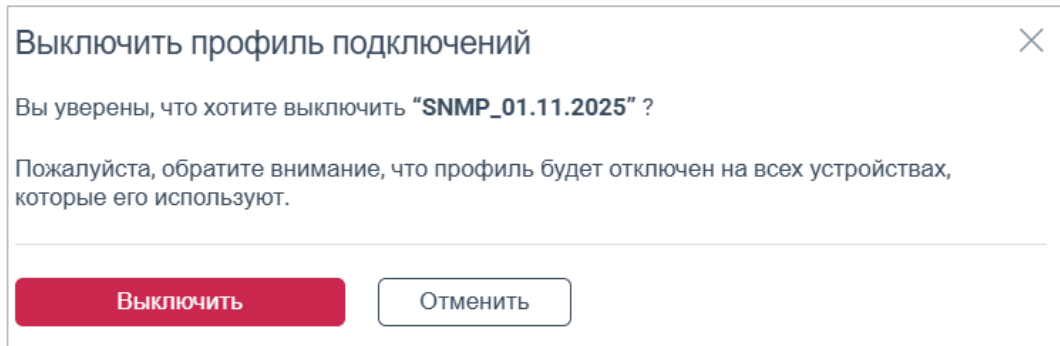 Выключить профиль подключений
Вы уверены, что хотите выключить “SNMP_01.11.2025” ?
Пожалуйста, обратите внимание, что профиль будет отключен на всех устройствах,
которые его используют.
Выключить
Отменить